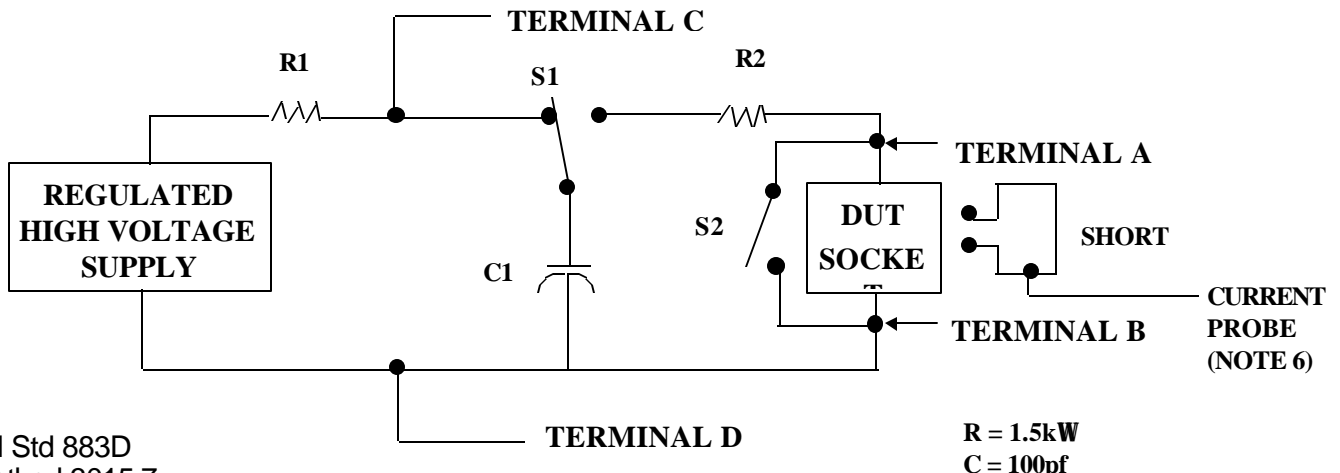 TERMINAL C
R1
S1
R2
TERMINAL A
REGULATED
HIGH VOLTAGE
SUPPLY
C1
S2
DUT
SOCKE
SHORT
TERMINAL B
CURRENT
PROBE
(NOTE 6)
TERMINAL D
Std 883D
R = 1.5kW
C = 100pf